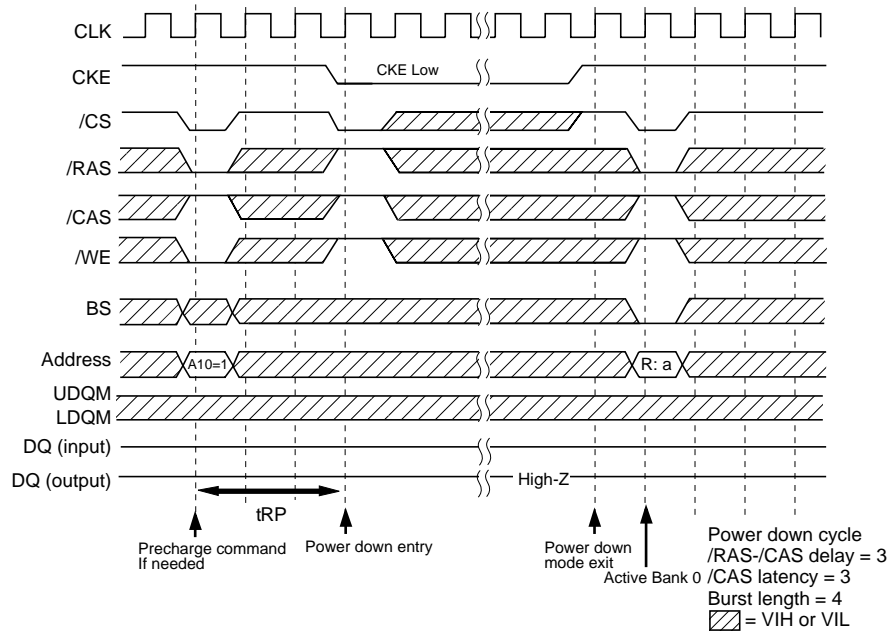 CLK
CKE
CKE Low
/CS
/RAS
/CAS
/WE
BS
Address
A10=1
R: a
UDQM
LDQM
DQ (input)
DQ (output)
High-Z
tRP
Precharge command
If needed
Power down entry
Power down
mode exit
Active Bank 0
Power down cycle
/RAS-/CAS delay = 3
/CAS latency = 3
Burst length = 4
= VIH or VIL